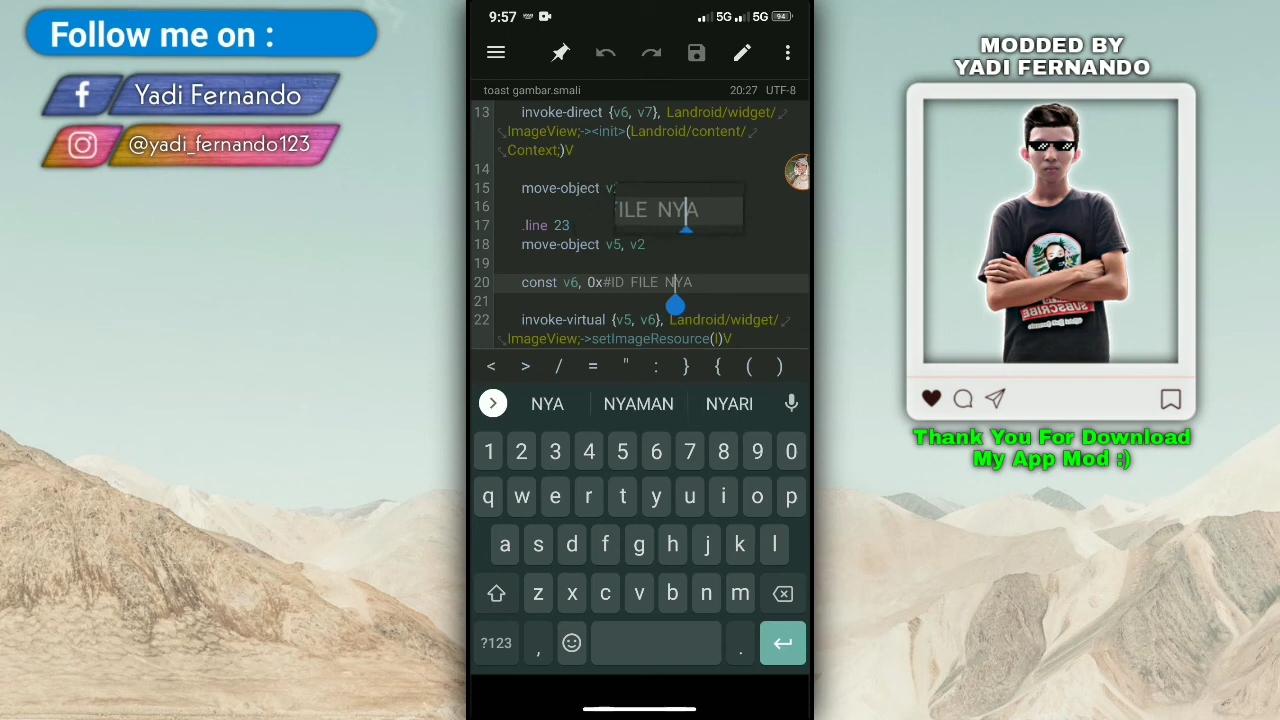 Follow me on :
Yadi Fernando
@yadi_fernando123
9:57
5G
5G
94
toast gambar.smali
20:27 UTF-8
13 invoke-direct {v6, v7}, Landroid/widget/
ImageView;-><init>(Landroid/content/
Context;)V
14
15 move-object v
16
FILE NYA
17 .line 23
18 move-object v5, v2
19
20 const v6, 0x#ID FILE NYA
21
22 invoke-virtual {v5, v6}, Landroid/widget/
ImageView;->setImageResource(I)V
< > / = " : } { ( )
NYA NYAMAN NYARI
1 2 3 4 5 6 7 8 9 0
q w e r t y u i o p
a s d f g h j k l
z x c v b n m
?123 , .
MODDED BY
YADI FERNANDO
SUBSCRIBE
Thank You For Download
My App Mod :)